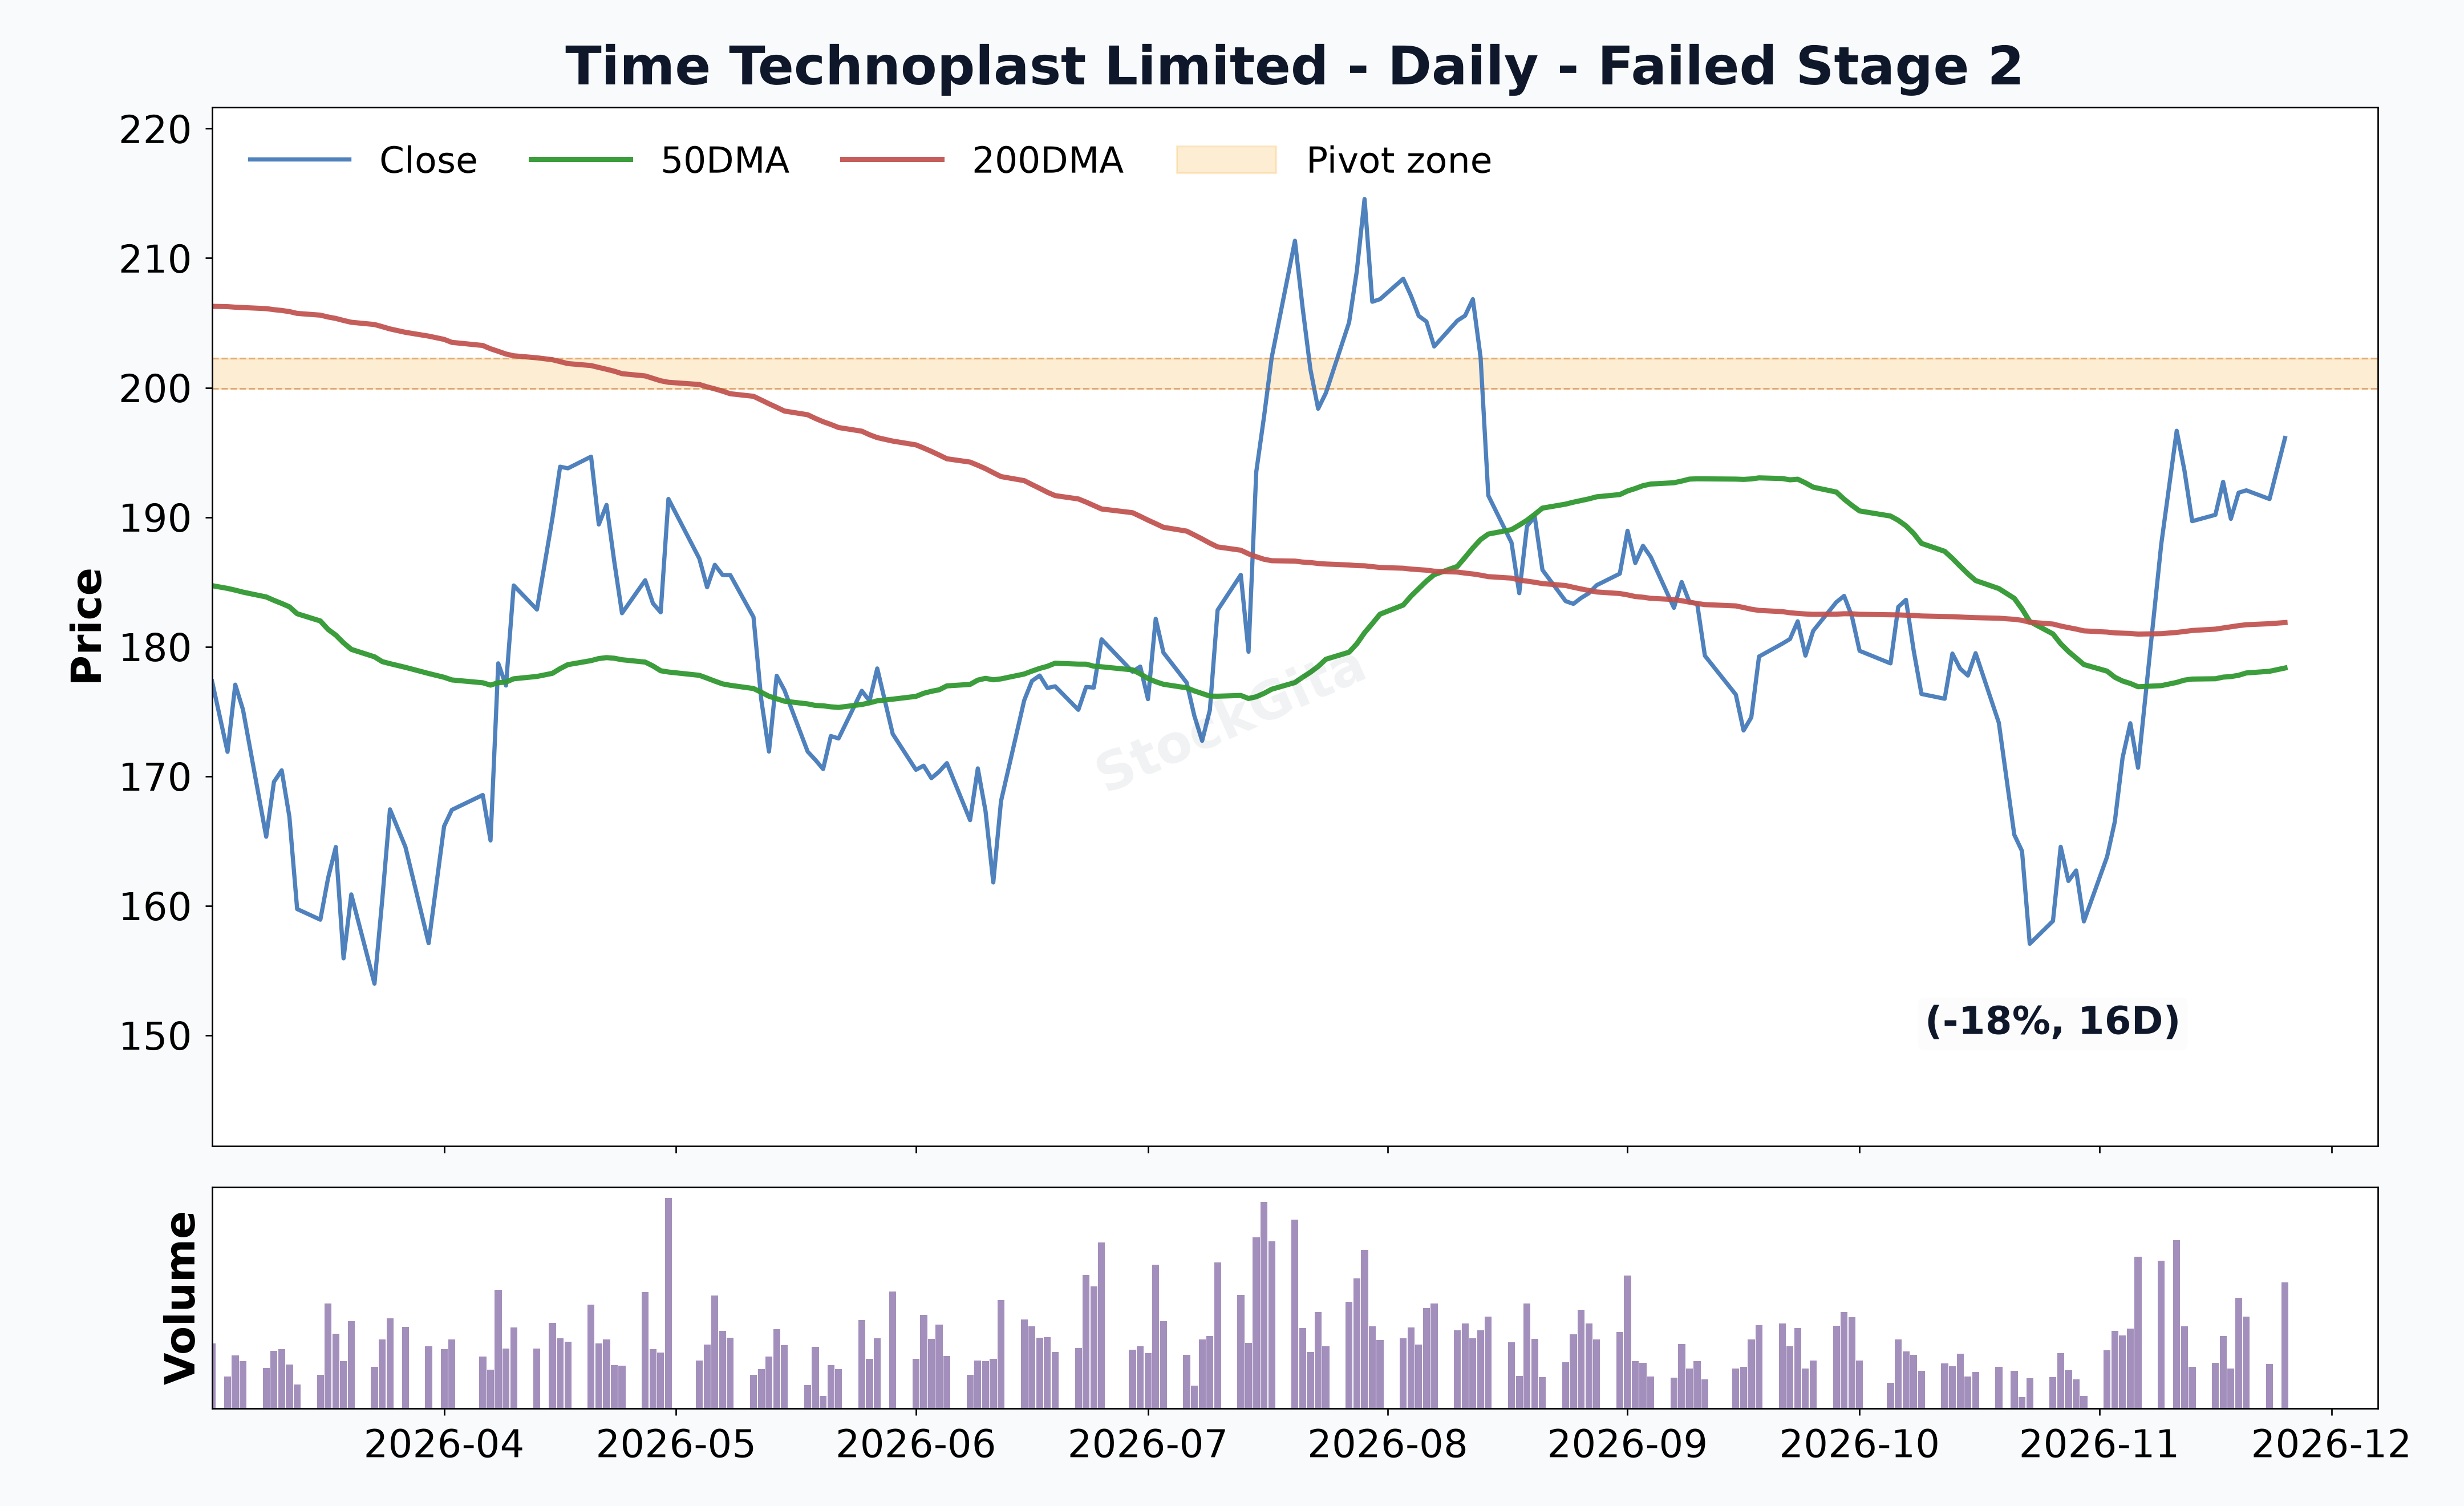 Time Technoplast Limited - Daily - Failed Stage 2
Close 50DMA 200DMA Pivot zone
Price
220
210
200
190
180
170
160
150
StockGita
(-18%, 16D)
Volume
2026-04 2026-05 2026-06 2026-07 2026-08 2026-09 2026-10 2026-11 2026-12